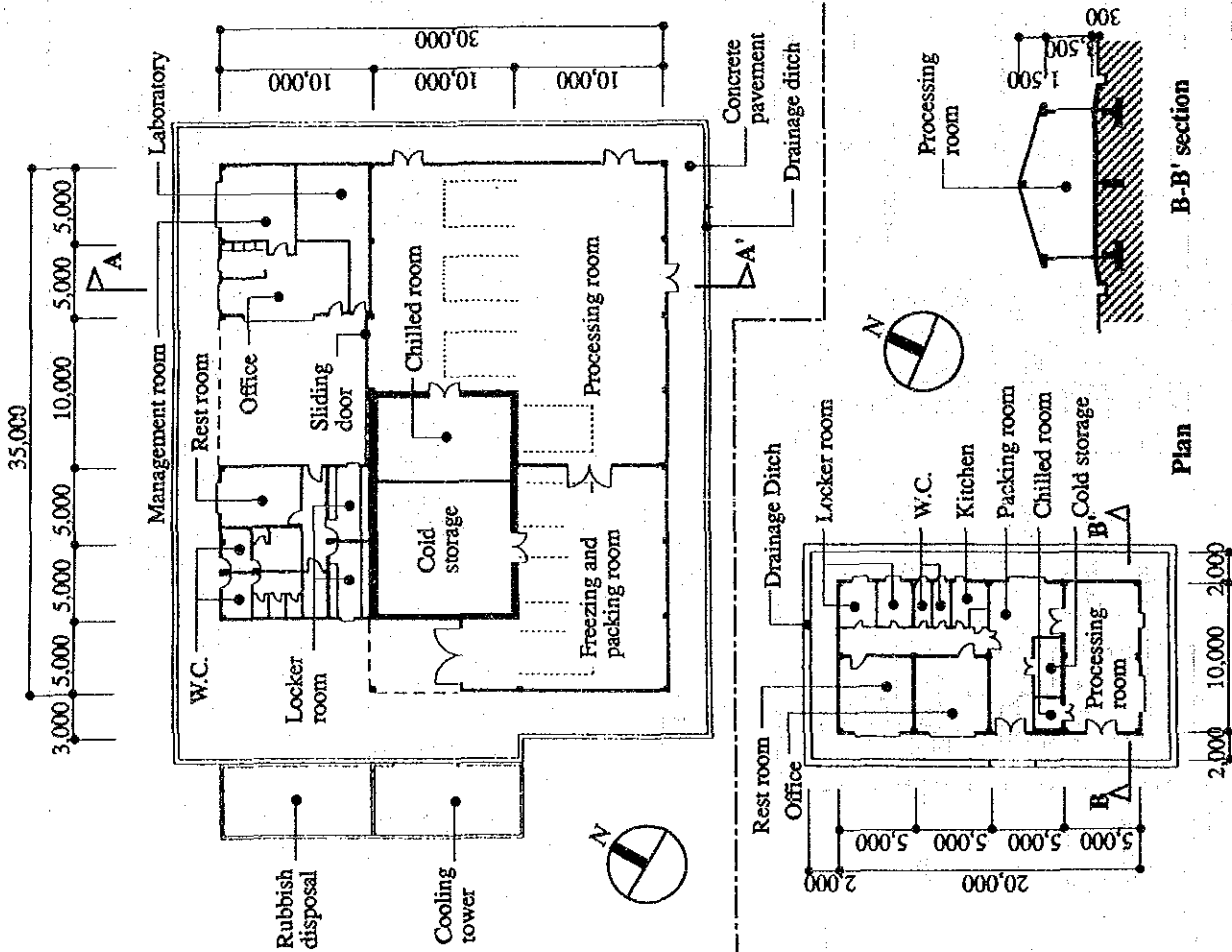 35,000
3,000
5,000
5,000
5,000
10,000
5,000
5,000
Management room
Laboratory
W.C.
Rest room
Office
A
10,000
10,000
10,000
30,000
Locker
room
Sliding
door
Chilled room
Cold
storage
Processing room
Freezing and
packing room
A'
Concrete
pavement
Drainage ditch
Rubbish
disposal
Cooling
tower
N
Drainage Ditch
Locker room
W.C.
Kitchen
Packing room
Chilled room
Cold storage
Rest room
Office
Processing
room
B
B'
2,000
5,000
5,000
5,000
5,000
20,000
2,000
10,000
2,000
Plan
N
Processing
room
1,500
,500
300
B-B' section